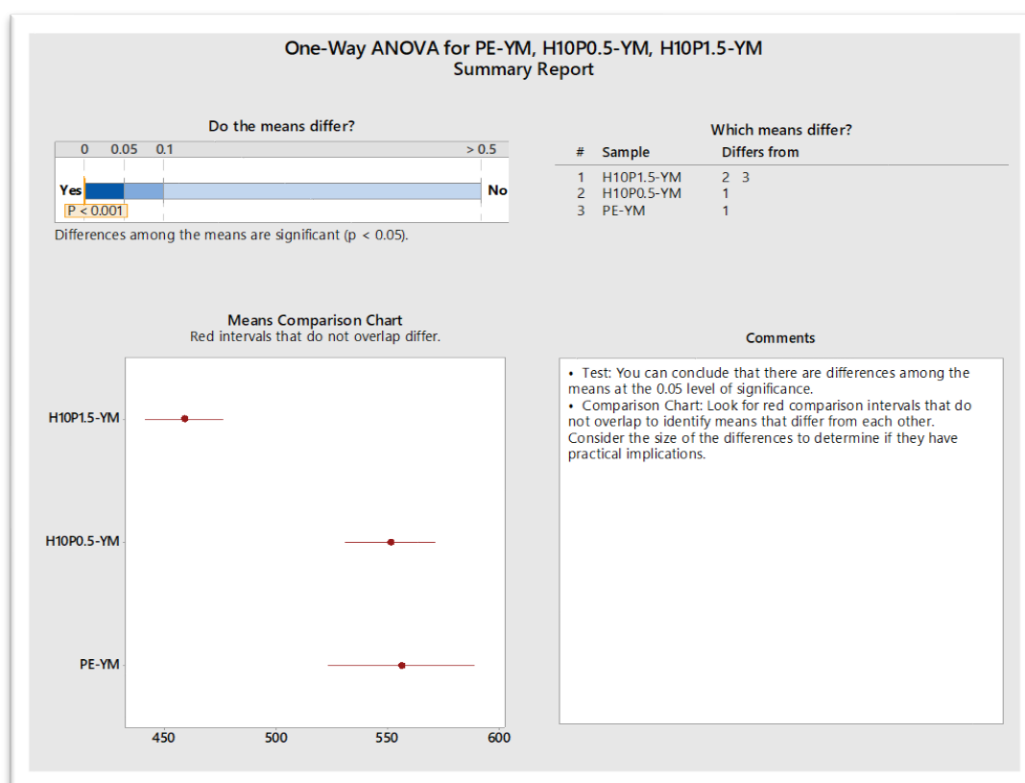 One-Way ANOVA for PE-YM, H10P0.5-YM, H10P1.5-YM
Summary Report
Do the means differ?
0 0.05 0.1 > 0.5
Yes No
P < 0.001
Differences among the means are significant (p < 0.05).
Which means differ?
# Sample Differs from
1 H10P1.5-YM 2 3
2 H10P0.5-YM 1
3 PE-YM 1
Means Comparison Chart
Red intervals that do not overlap differ.
H10P1.5-YM
H10P0.5-YM
PE-YM
450 500 550 600
Comments
• Test: You can conclude that there are differences among the
means at the 0.05 level of significance.
• Comparison Chart: Look for red comparison intervals that do
not overlap to identify means that differ from each other.
Consider the size of the differences to determine if they have
practical implications.